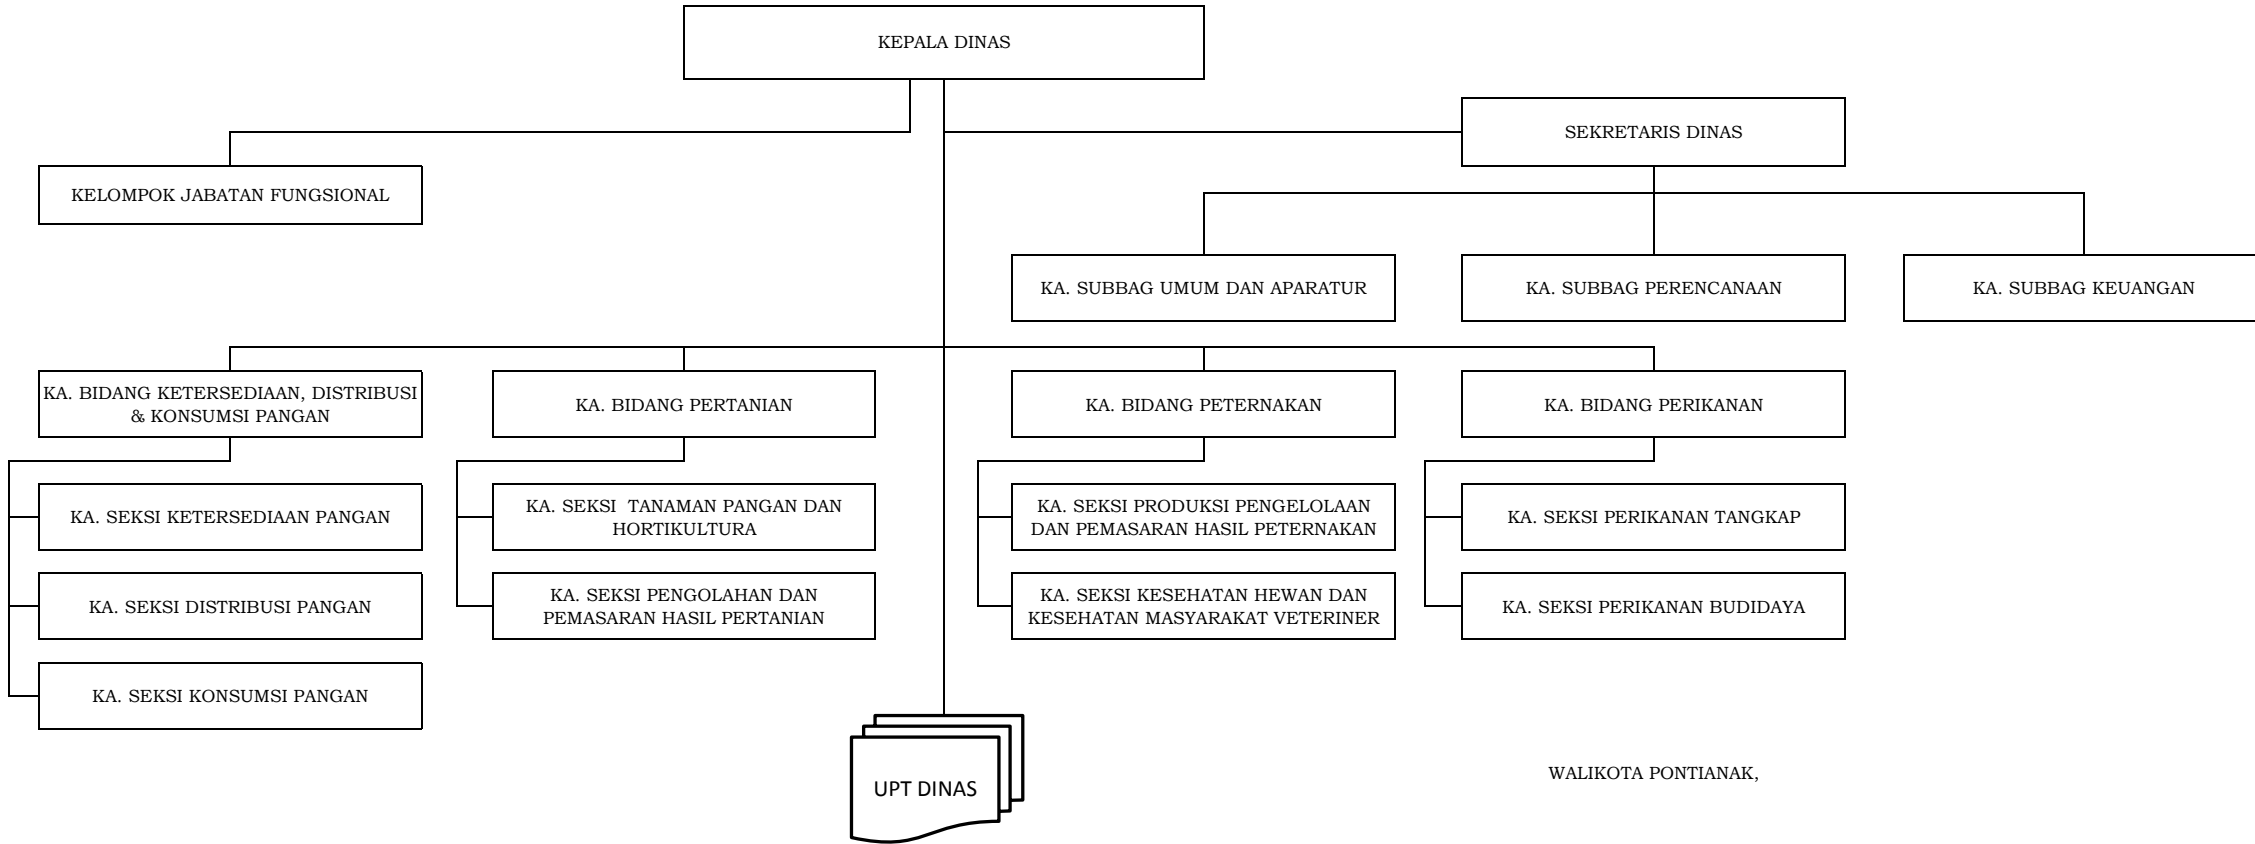 KEPALA DINAS
SEKRETARIS DINAS
KELOMPOK JABATAN FUNGSIONAL
KA. SUBBAG UMUM DAN APARATUR
KA. SUBBAG PERENCANAAN
KA. SUBBAG KEUANGAN
KA. BIDANG KETERSEDIAAN, DISTRIBUSI
& KONSUMSI PANGAN
KA. BIDANG PERTANIAN
KA. BIDANG PETERNAKAN
KA. BIDANG PERIKANAN
KA. SEKSI KETERSEDIAAN PANGAN
KA. SEKSI  TANAMAN PANGAN DAN
HORTIKULTURA
KA. SEKSI PRODUKSI PENGELOLAAN
DAN PEMASARAN HASIL PETERNAKAN
KA. SEKSI PERIKANAN TANGKAP
KA. SEKSI DISTRIBUSI PANGAN
KA. SEKSI PENGOLAHAN DAN
PEMASARAN HASIL PERTANIAN
KA. SEKSI KESEHATAN HEWAN DAN
KESEHATAN MASYARAKAT VETERINER
KA. SEKSI PERIKANAN BUDIDAYA
KA. SEKSI KONSUMSI PANGAN
UPT DINAS
WALIKOTA PONTIANAK,